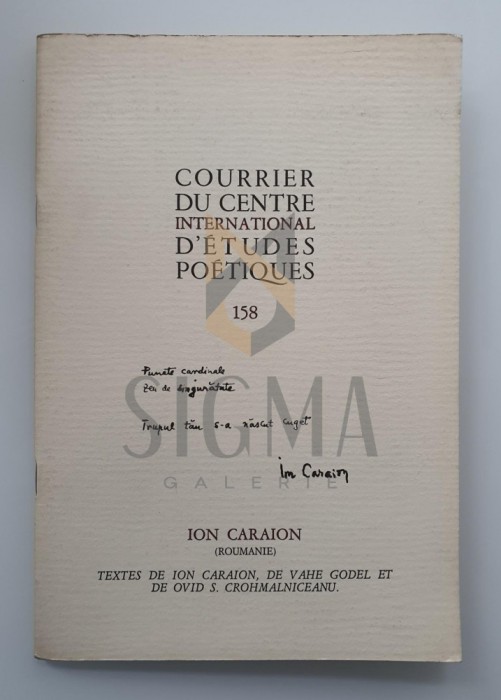 COURRIER
DU CENTRE
INTERNATIONAL
D'ÉTUDES
POÉTIQUES
158
Puncte cardinale
zeu de singurătate
SIGMA
Trupul tău s-a născut cuget
Ion Caraion
GALERIE
ION CARAION
(ROUMANIE)
TEXTES DE ION CARAION, DE VAHE GODEL ET
DE OVID S. CROHMALNICEANU.